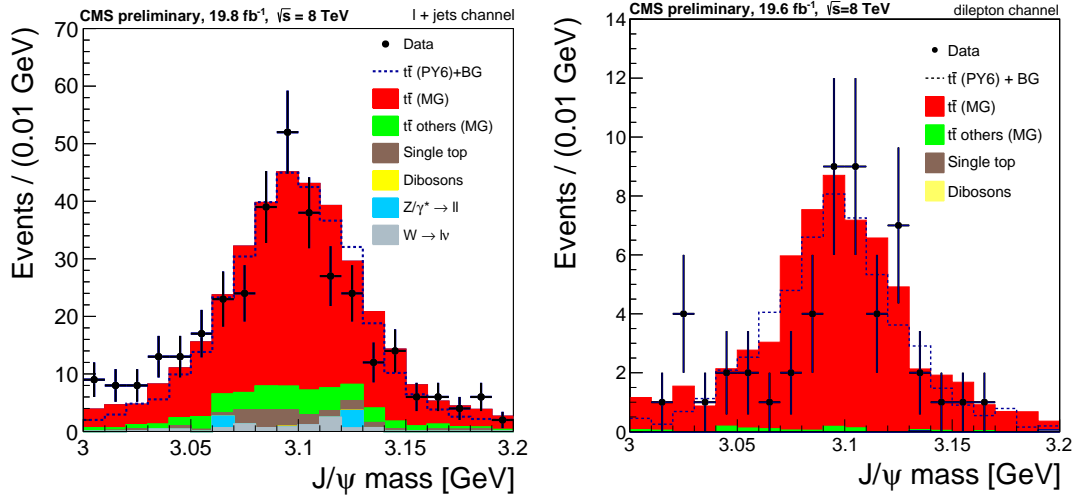 CMS preliminary, 19.8 fb⁻¹, √s = 8 TeV
l + jets channel
Events / (0.01 GeV)
70
60
50
40
30
20
10
0
Data
tt̄ (PY6)+BG
tt̄ (MG)
tt̄ others (MG)
Single top
Dibosons
Z/γ* → ll
W → lν
3
3.05
3.1
3.15
3.2
J/ψ mass [GeV]
CMS preliminary, 19.6 fb⁻¹, √s=8 TeV
dilepton channel
Events / (0.01 GeV)
14
12
10
8
6
4
2
0
Data
tt̄ (PY6) + BG
tt̄ (MG)
tt̄ others (MG)
Single top
Dibosons
3
3.05
3.1
3.15
3.2
J/ψ mass [GeV]